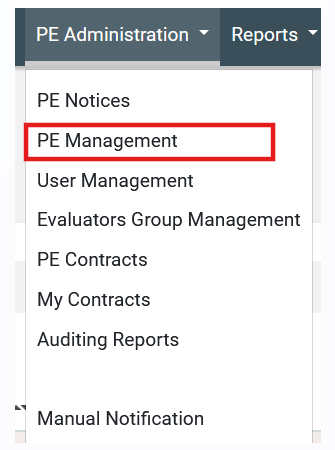 PE Administration Reports
PE Notices
PE Management
User Management
Evaluators Group Management
PE Contracts
My Contracts
Auditing Reports
Manual Notification